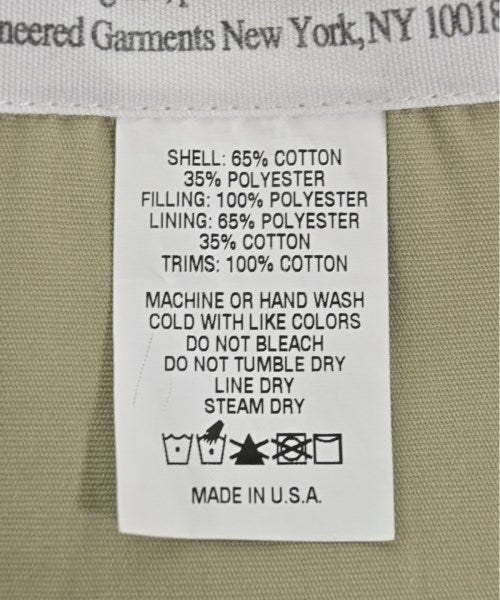 Garments New York, NY 10018
SHELL: 65% COTTON
35% POLYESTER
FILLING: 100% POLYESTER
LINING: 65% POLYESTER
35% COTTON
TRIMS: 100% COTTON
MACHINE OR HAND WASH
COLD WITH LIKE COLORS
DO NOT BLEACH
DO NOT TUMBLE DRY
LINE DRY
STEAM DRY
MADE IN U.S.A.